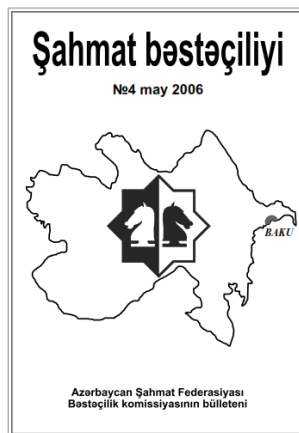 Şahmat bəstəçiliyi
№4 may 2006
BAKU
Azərbaycan Şahmat Federasiyası
Bəstəçilik komissiyasının bülleteni